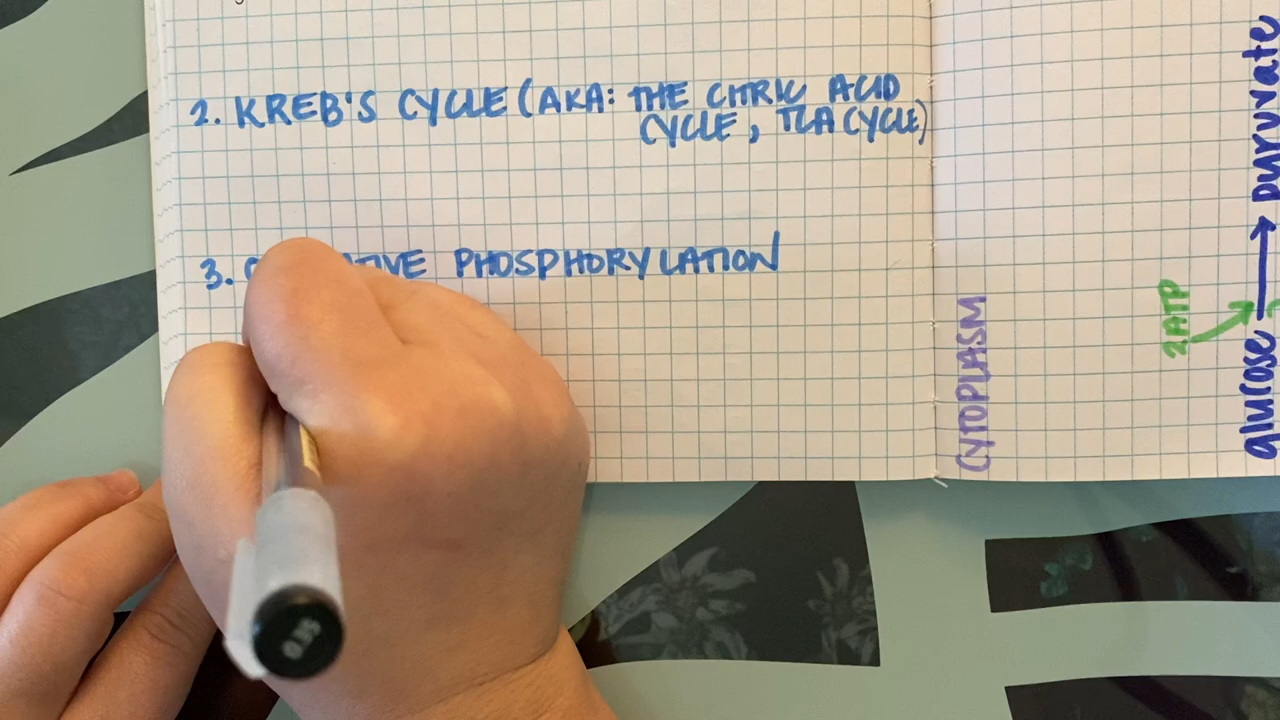 2. KREB'S CYCLE (AKA: THE CITRIC ACID
CYCLE, TCA CYCLE)
3. PHOSPHORYLATION
CYTOPLASM
2ATP
glucose → pyruvate